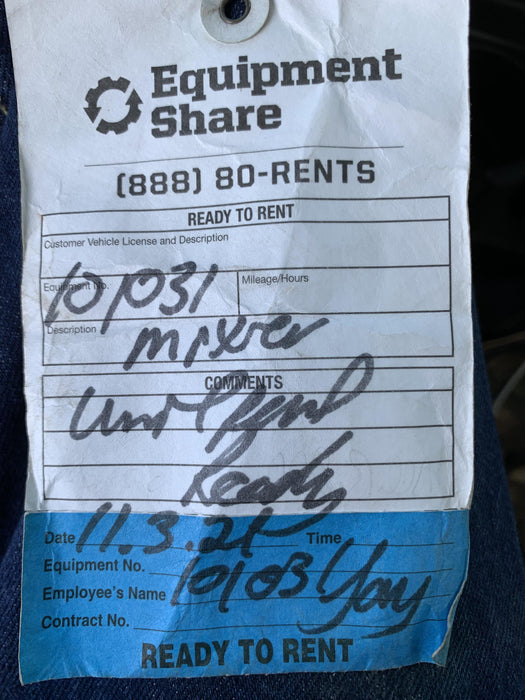 Equipment
Share
(888) 80-RENTS
READY TO RENT
Customer Vehicle License and Description
Equipment No. 101031 Mileage/Hours
Description mixer
COMMENTS
Ready
Date 11.3.21 Time
Equipment No.
Employee's Name
Contract No.
READY TO RENT